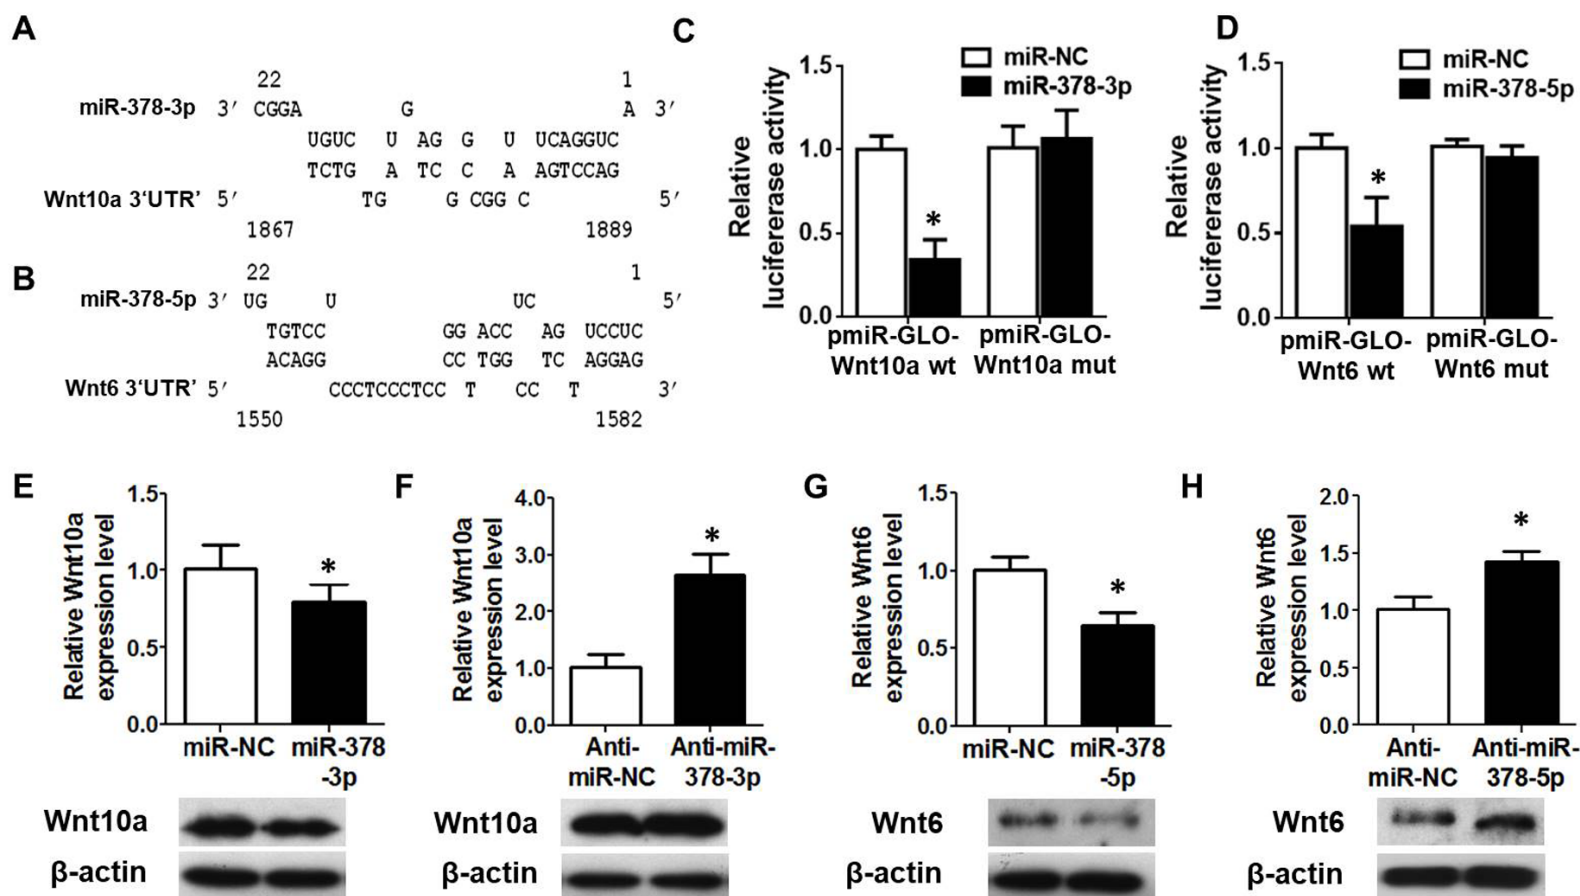 A
22 1
miR-378-3p 3′ CGGA G A 3′
UGUC U AG G U UCAGGUC
TCTG A TC C A AGTCCAG
Wnt10a 3‘UTR’ 5′ TG G CGG C 5′
1867 1889
B
22 1
miR-378-5p 3′ UG U UC 5′
TGTCC GG ACC AG UCCUC
ACAGG CC TGG TC AGGAG
Wnt6 3‘UTR’ 5′ CCCTCCCTCC T CC T 3′
1550 1582
C
Relative
lucifererase activity
1.5
1.0
0.5
0.0
miR-NC
miR-378-3p
*
pmiR-GLO-
Wnt10a wt
pmiR-GLO-
Wnt10a mut
D
Relative
luciferерase activity
1.5
1.0
0.5
0.0
miR-NC
miR-378-5p
*
pmiR-GLO-
Wnt6 wt
pmiR-GLO-
Wnt6 mut
E
Relative Wnt10a
expression level
1.5
1.0
0.5
0.0
*
miR-NC
miR-378
-3p
Wnt10a
β-actin
F
Relative Wnt10a
expression level
4.0
3.0
2.0
1.0
0.0
*
Anti-
miR-NC
Anti-miR-
378-3p
Wnt10a
β-actin
G
Relative Wnt6
expression level
1.5
1.0
0.5
0.0
*
miR-NC
miR-378
-5p
Wnt6
β-actin
H
Relative Wnt6
expression level
2.0
1.5
1.0
0.5
0.0
*
Anti-
miR-NC
Anti-miR-
378-5p
Wnt6
β-actin